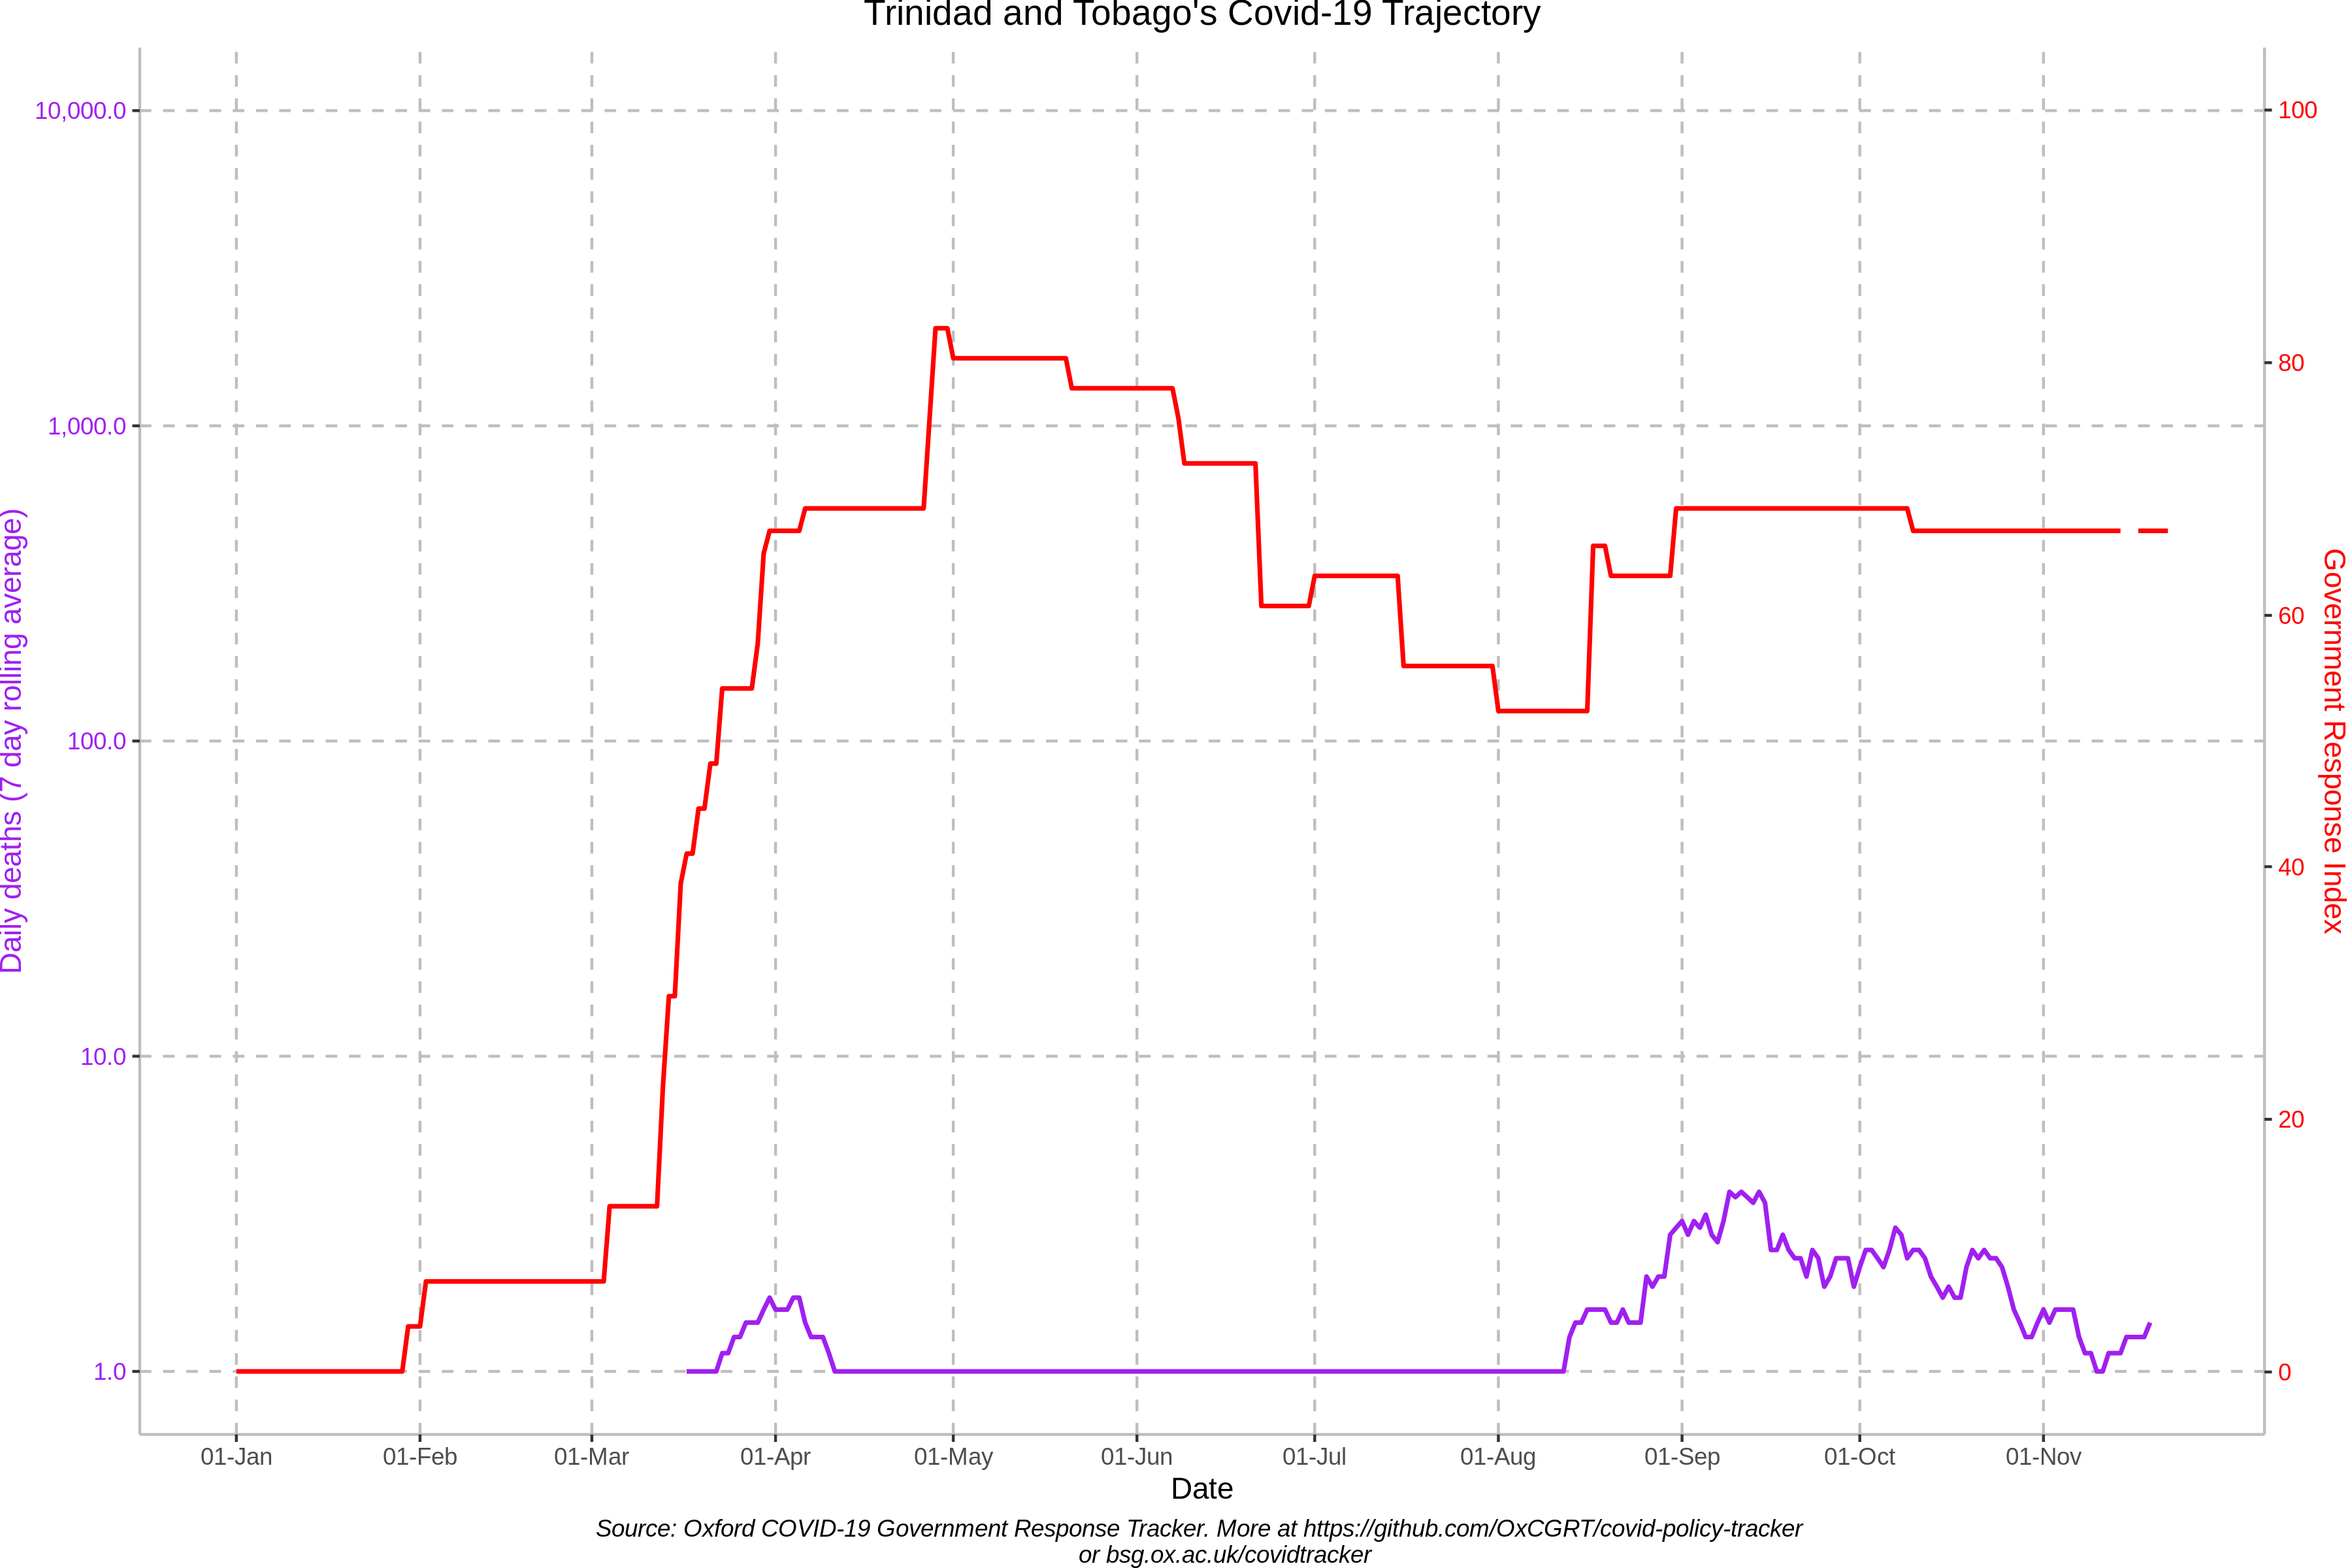 Trinidad and Tobago's Covid-19 Trajectory
10,000.0
1,000.0
100.0
10.0
1.0
Daily deaths (7 day rolling average)
100
80
60
40
20
0
Government Response Index
01-Jan
01-Feb
01-Mar
01-Apr
01-May
01-Jun
01-Jul
01-Aug
01-Sep
01-Oct
01-Nov
Date
Source: Oxford COVID-19 Government Response Tracker. More at https://github.com/OxCGRT/covid-policy-tracker
or bsg.ox.ac.uk/covidtracker